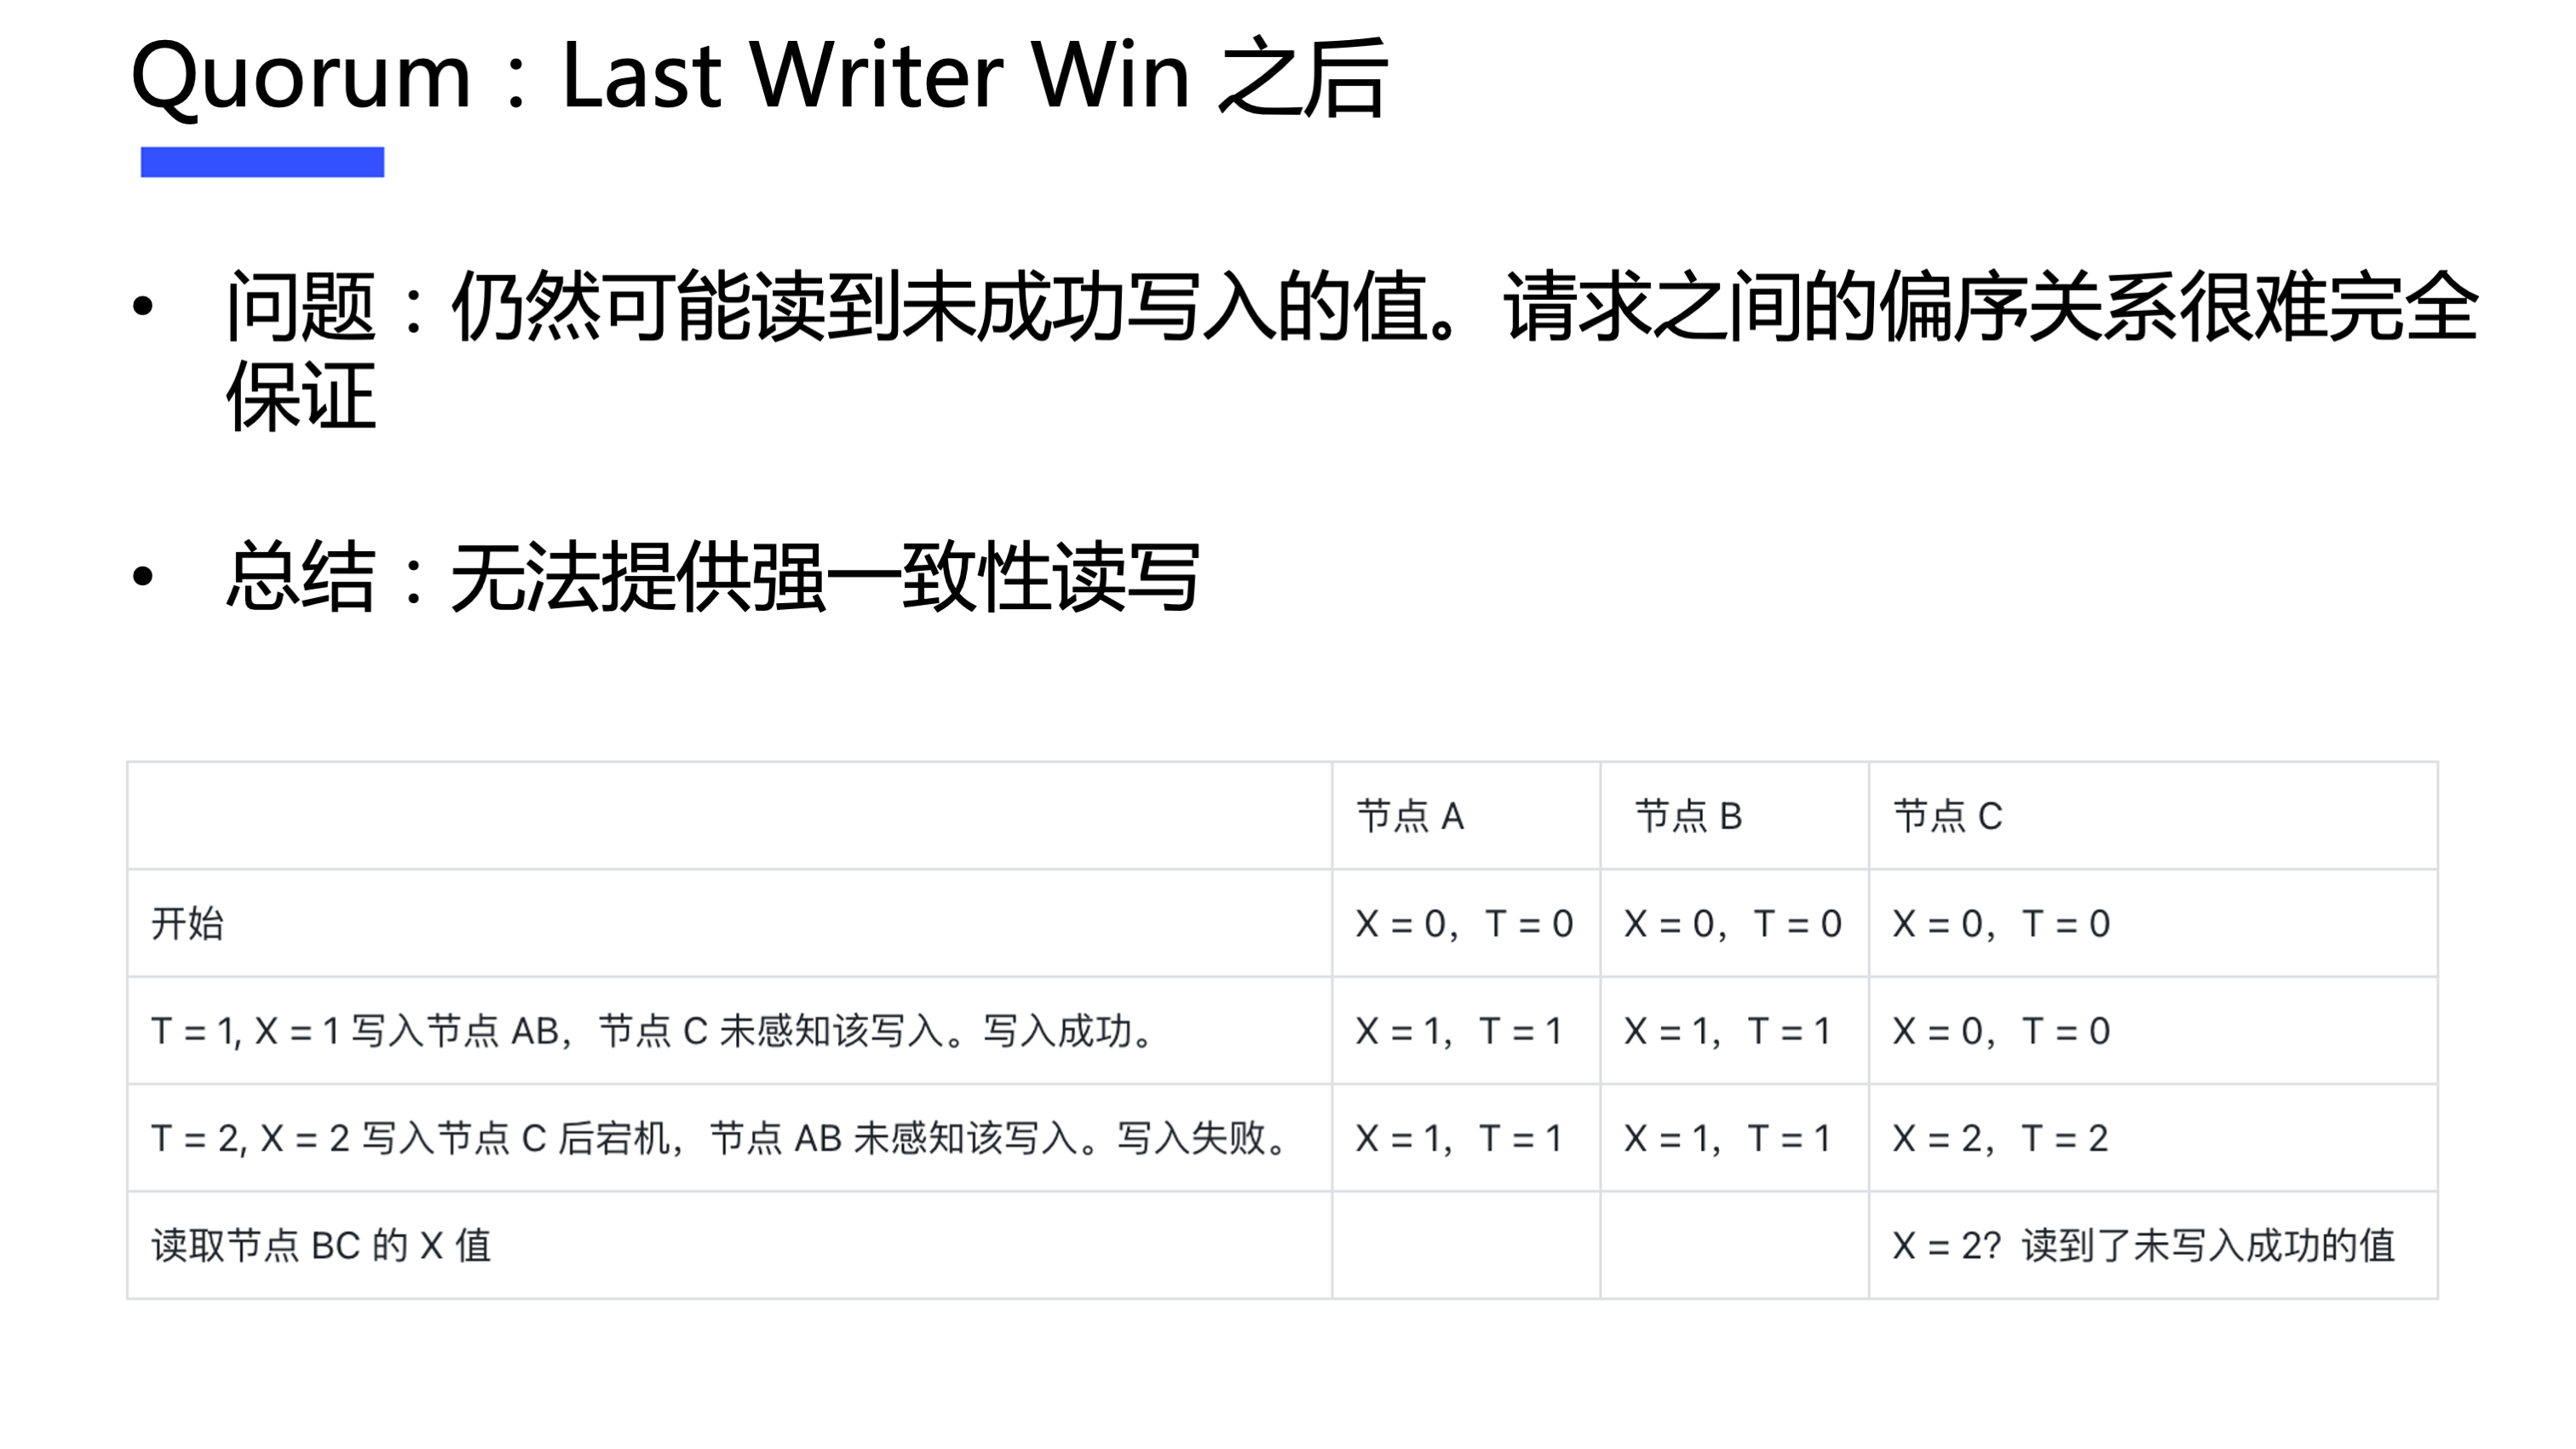 Quorum：Last Writer Win 之后
• 问题：仍然可能读到未成功写入的值。请求之间的偏序关系很难完全
保证
• 总结：无法提供强一致性读写
节点 A 节点 B 节点 C
开始 X = 0，T = 0 X = 0，T = 0 X = 0，T = 0
T = 1, X = 1 写入节点 AB，节点 C 未感知该写入。写入成功。 X = 1，T = 1 X = 1，T = 1 X = 0，T = 0
T = 2, X = 2 写入节点 C 后宕机，节点 AB 未感知该写入。写入失败。 X = 1，T = 1 X = 1，T = 1 X = 2，T = 2
读取节点 BC 的 X 值 X = 2？读到了未写入成功的值